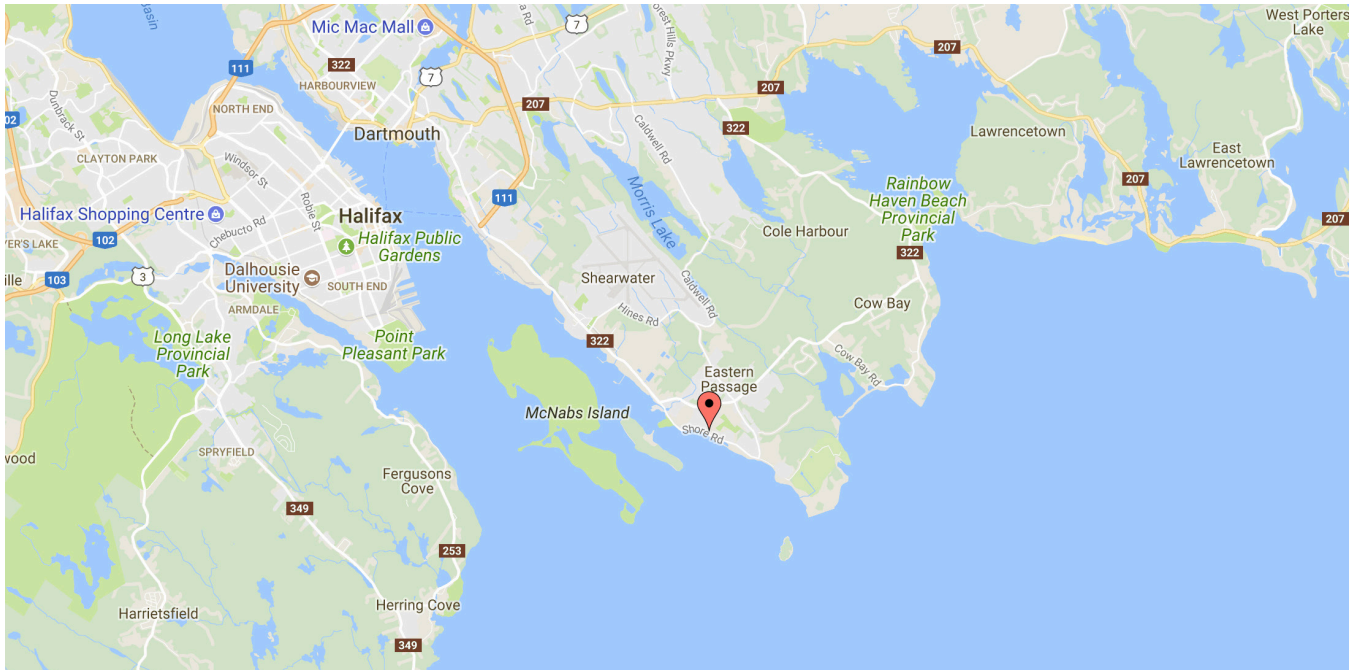 Mic Mac Mall
7
West Porters
Lake
207
111
322
7
HARBOURVIEW
207
Forest Hills Pkwy
Dunbrack St
NORTH END
207
322
Caldwell Rd
Dartmouth
Lawrencetown
East
Lawrencetown
CLAYTON PARK
Windsor St
111
Morris Lake
207
Rainbow
Haven Beach
Provincial
Park
Robie St
Halifax
Halifax Shopping Centre
Chebucto Rd
Halifax Public
Gardens
207
102
Cole Harbour
322
3
103
Dalhousie
University
SOUTH END
Shearwater
Caldwell Rd
Cow Bay
ARMDALE
Hines Rd
Long Lake
Provincial
Park
Point
Pleasant Park
322
Cow Bay Rd
Eastern
Passage
McNabs Island
Shore Rd
SPRYFIELD
Fergusons
Cove
349
253
Harrietsfield
Herring Cove
349